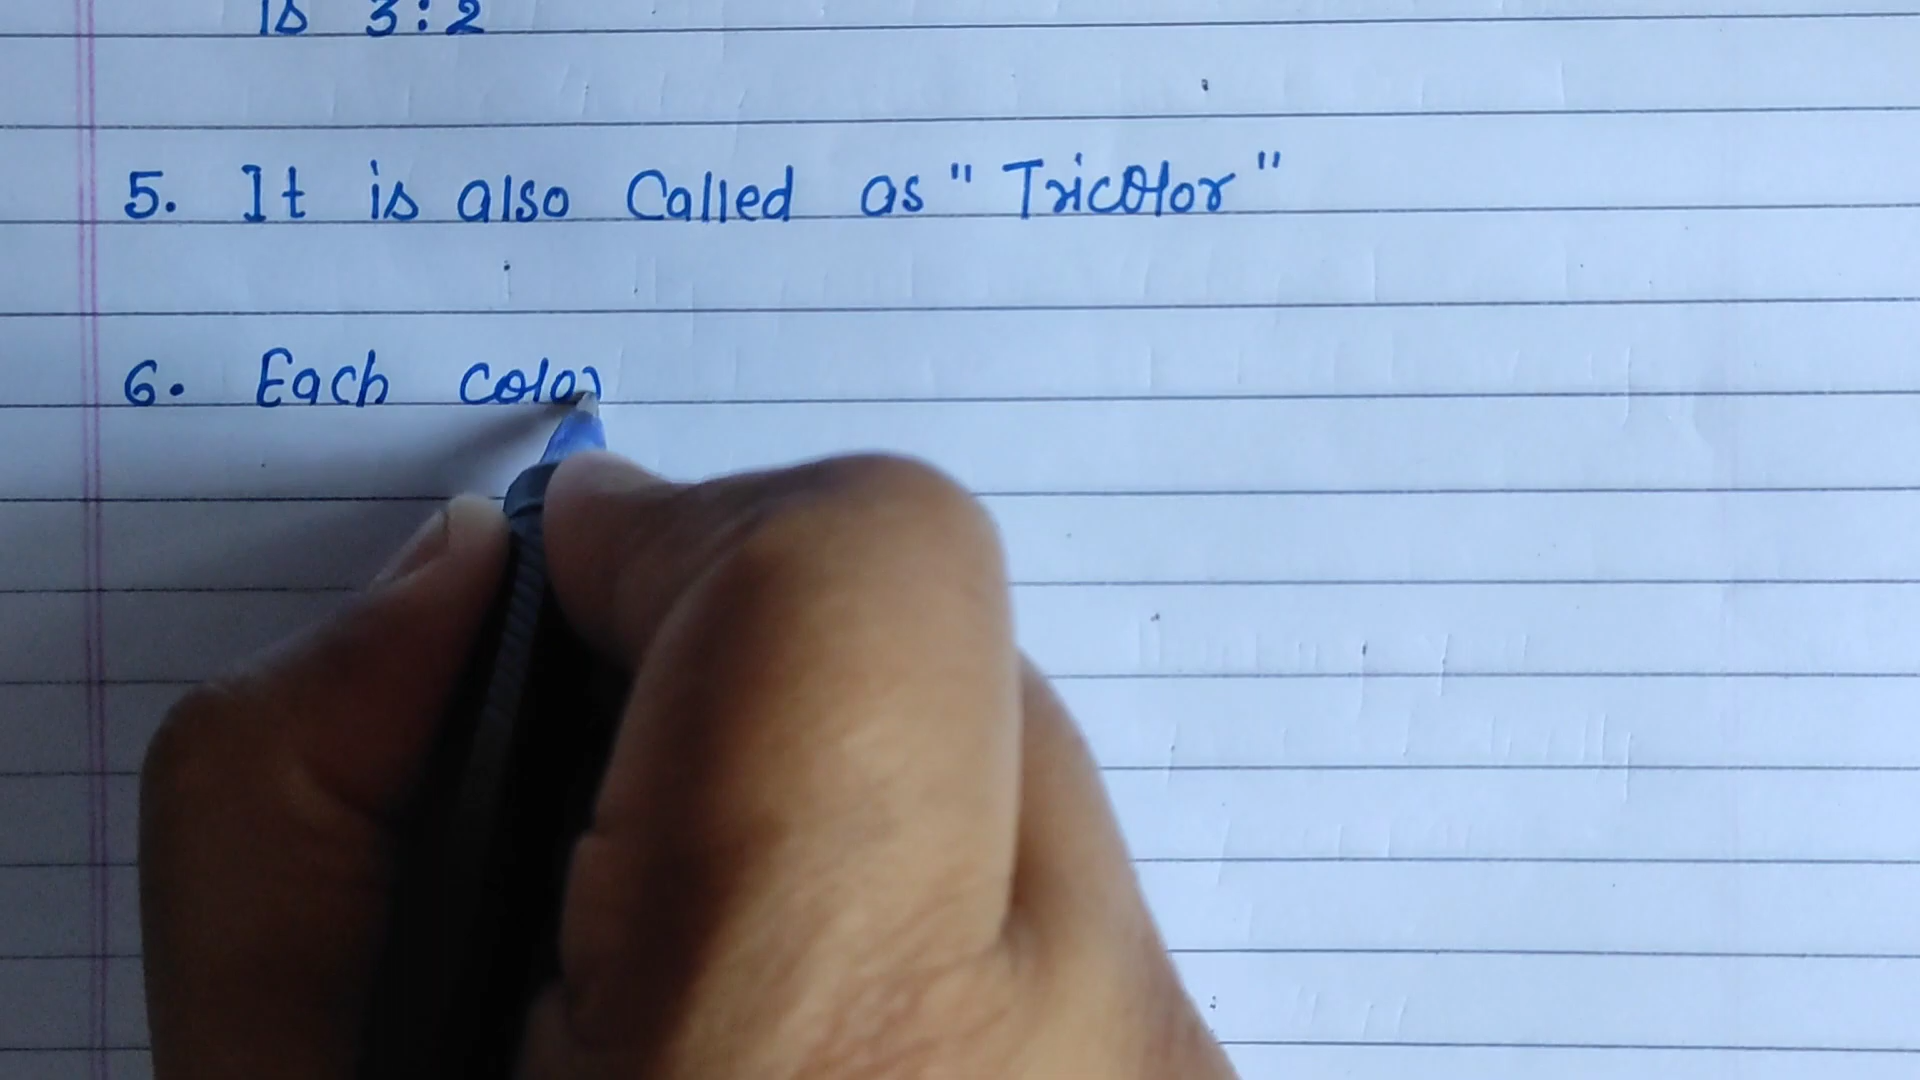 is 3:2
5. It is also Called as "Tricolor"
6. Each color